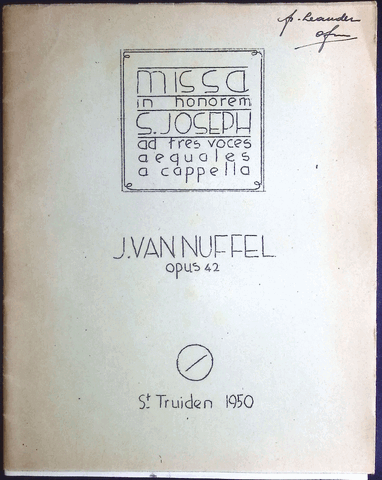 p. Leander
ofm
missa
in honorem
S. JOSEPH
ad tres voces
aequales
a cappella
J. VAN NUFFEL
opus 42
St Truiden 1950